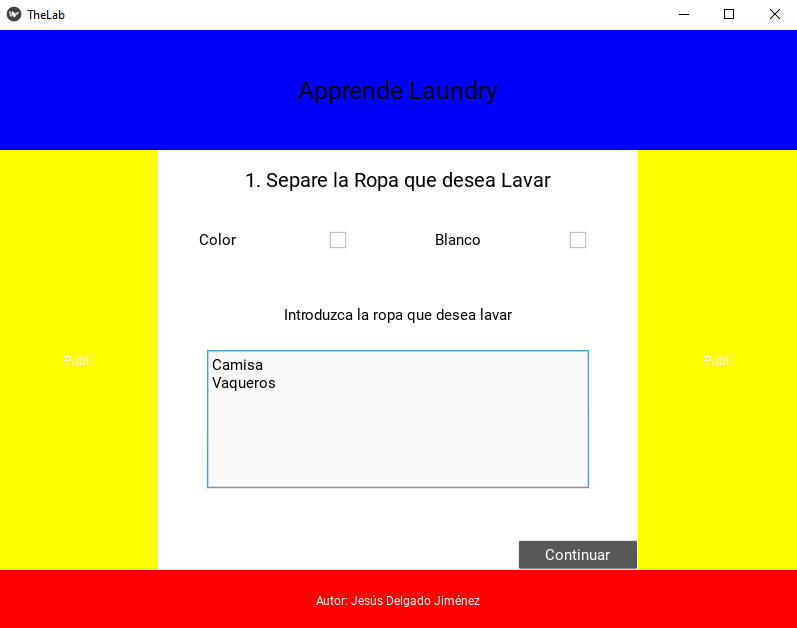 TheLab
Apprende Laundry
1. Separe la Ropa que desea Lavar
Color
Blanco
Introduzca la ropa que desea lavar
Publi
Publi
Camisa
Vaqueros
Continuar
Autor: Jesús Delgado Jiménez